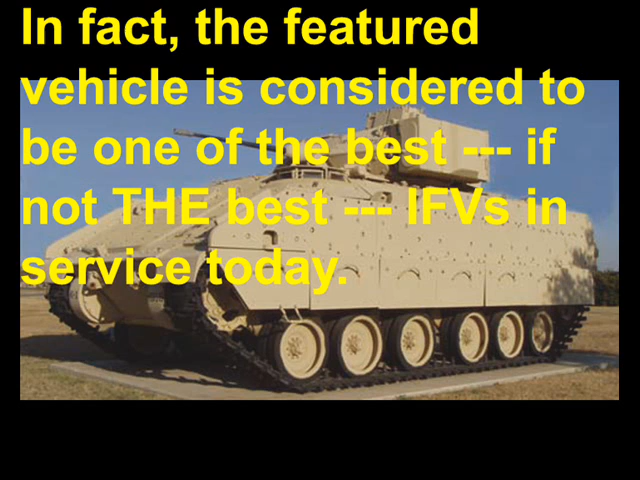 In fact, the featured
vehicle is considered to
be one of the best --- if
not THE best --- IFVs in
service today.